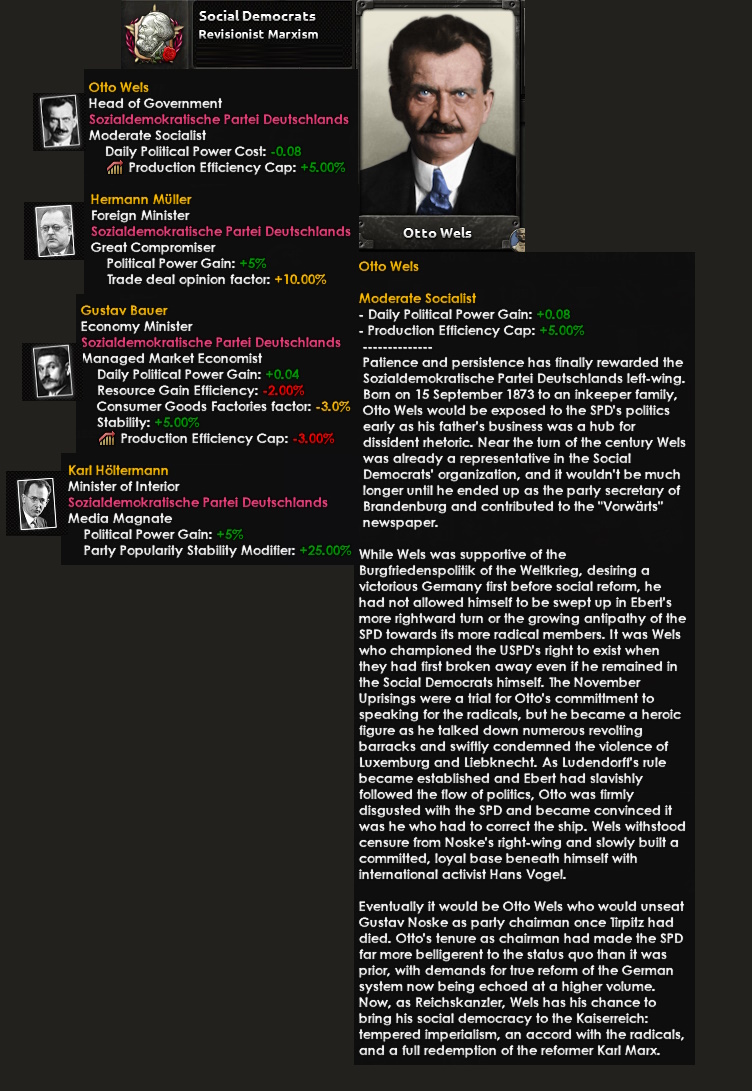 Social Democrats
Revisionist Marxism
Otto Wels
Head of Government
Sozialdemokratische Partei Deutschlands
Moderate Socialist
Daily Political Power Cost: -0.08
Production Efficiency Cap: +5.00%
Hermann Müller
Foreign Minister
Sozialdemokratische Partei Deutschlands
Great Compromiser
Political Power Gain: +5%
Trade deal opinion factor: +10.00%
Gustav Bauer
Economy Minister
Sozialdemokratische Partei Deutschlands
Managed Market Economist
Daily Political Power Gain: +0.04
Resource Gain Efficiency: -2.00%
Consumer Goods Factories factor: -3.0%
Stability: +5.00%
Production Efficiency Cap: -3.00%
Karl Höltermann
Minister of Interior
Sozialdemokratische Partei Deutschlands
Media Magnate
Political Power Gain: +5%
Party Popularity Stability Modifier: +25.00%
Otto Wels
Otto Wels
Moderate Socialist
- Daily Political Power Gain: +0.08
- Production Efficiency Cap: +5.00%
--------------
Patience and persistence has finally rewarded the
Sozialdemokratische Partei Deutschlands left-wing.
Born on 15 September 1873 to an inkeeper family,
Otto Wels would be exposed to the SPD's politics
early as his father's business was a hub for
dissident rhetoric. Near the turn of the century Wels
was already a representative in the Social
Democrats' organization, and it wouldn't be much
longer until he ended up as the party secretary of
Brandenburg and contributed to the "Vorwärts"
newspaper.
While Wels was supportive of the
Burgfriedenspolitik of the Weltkrieg, desiring a
victorious Germany first before social reform, he
had not allowed himself to be swept up in Ebert's
more rightward turn or the growing antipathy of the
SPD towards its more radical members. It was Wels
who championed the USPD's right to exist when
they had first broken away even if he remained in
the Social Democrats himself. The November
Uprisings were a trial for Otto's committment to
speaking for the radicals, but he became a heroic
figure as he talked down numerous revolting
barracks and swiftly condemned the violence of
Luxemburg and Liebknecht. As Ludendorff's rule
became established and Ebert had slavishly
followed the flow of politics, Otto was firmly
disgusted with the SPD and became convinced it
was he who had to correct the ship. Wels withstood
censure from Noske's right-wing and slowly built a
committed, loyal base beneath himself with
international activist Hans Vogel.
Eventually it would be Otto Wels who would unseat
Gustav Noske as party chairman once Tirpitz had
died. Otto's tenure as chairman had made the SPD
far more belligerent to the status quo than it was
prior, with demands for true reform of the German
system now being echoed at a higher volume.
Now, as Reichskanzler, Wels has his chance to
bring his social democracy to the Kaiserreich:
tempered imperialism, an accord with the radicals,
and a full redemption of the reformer Karl Marx.